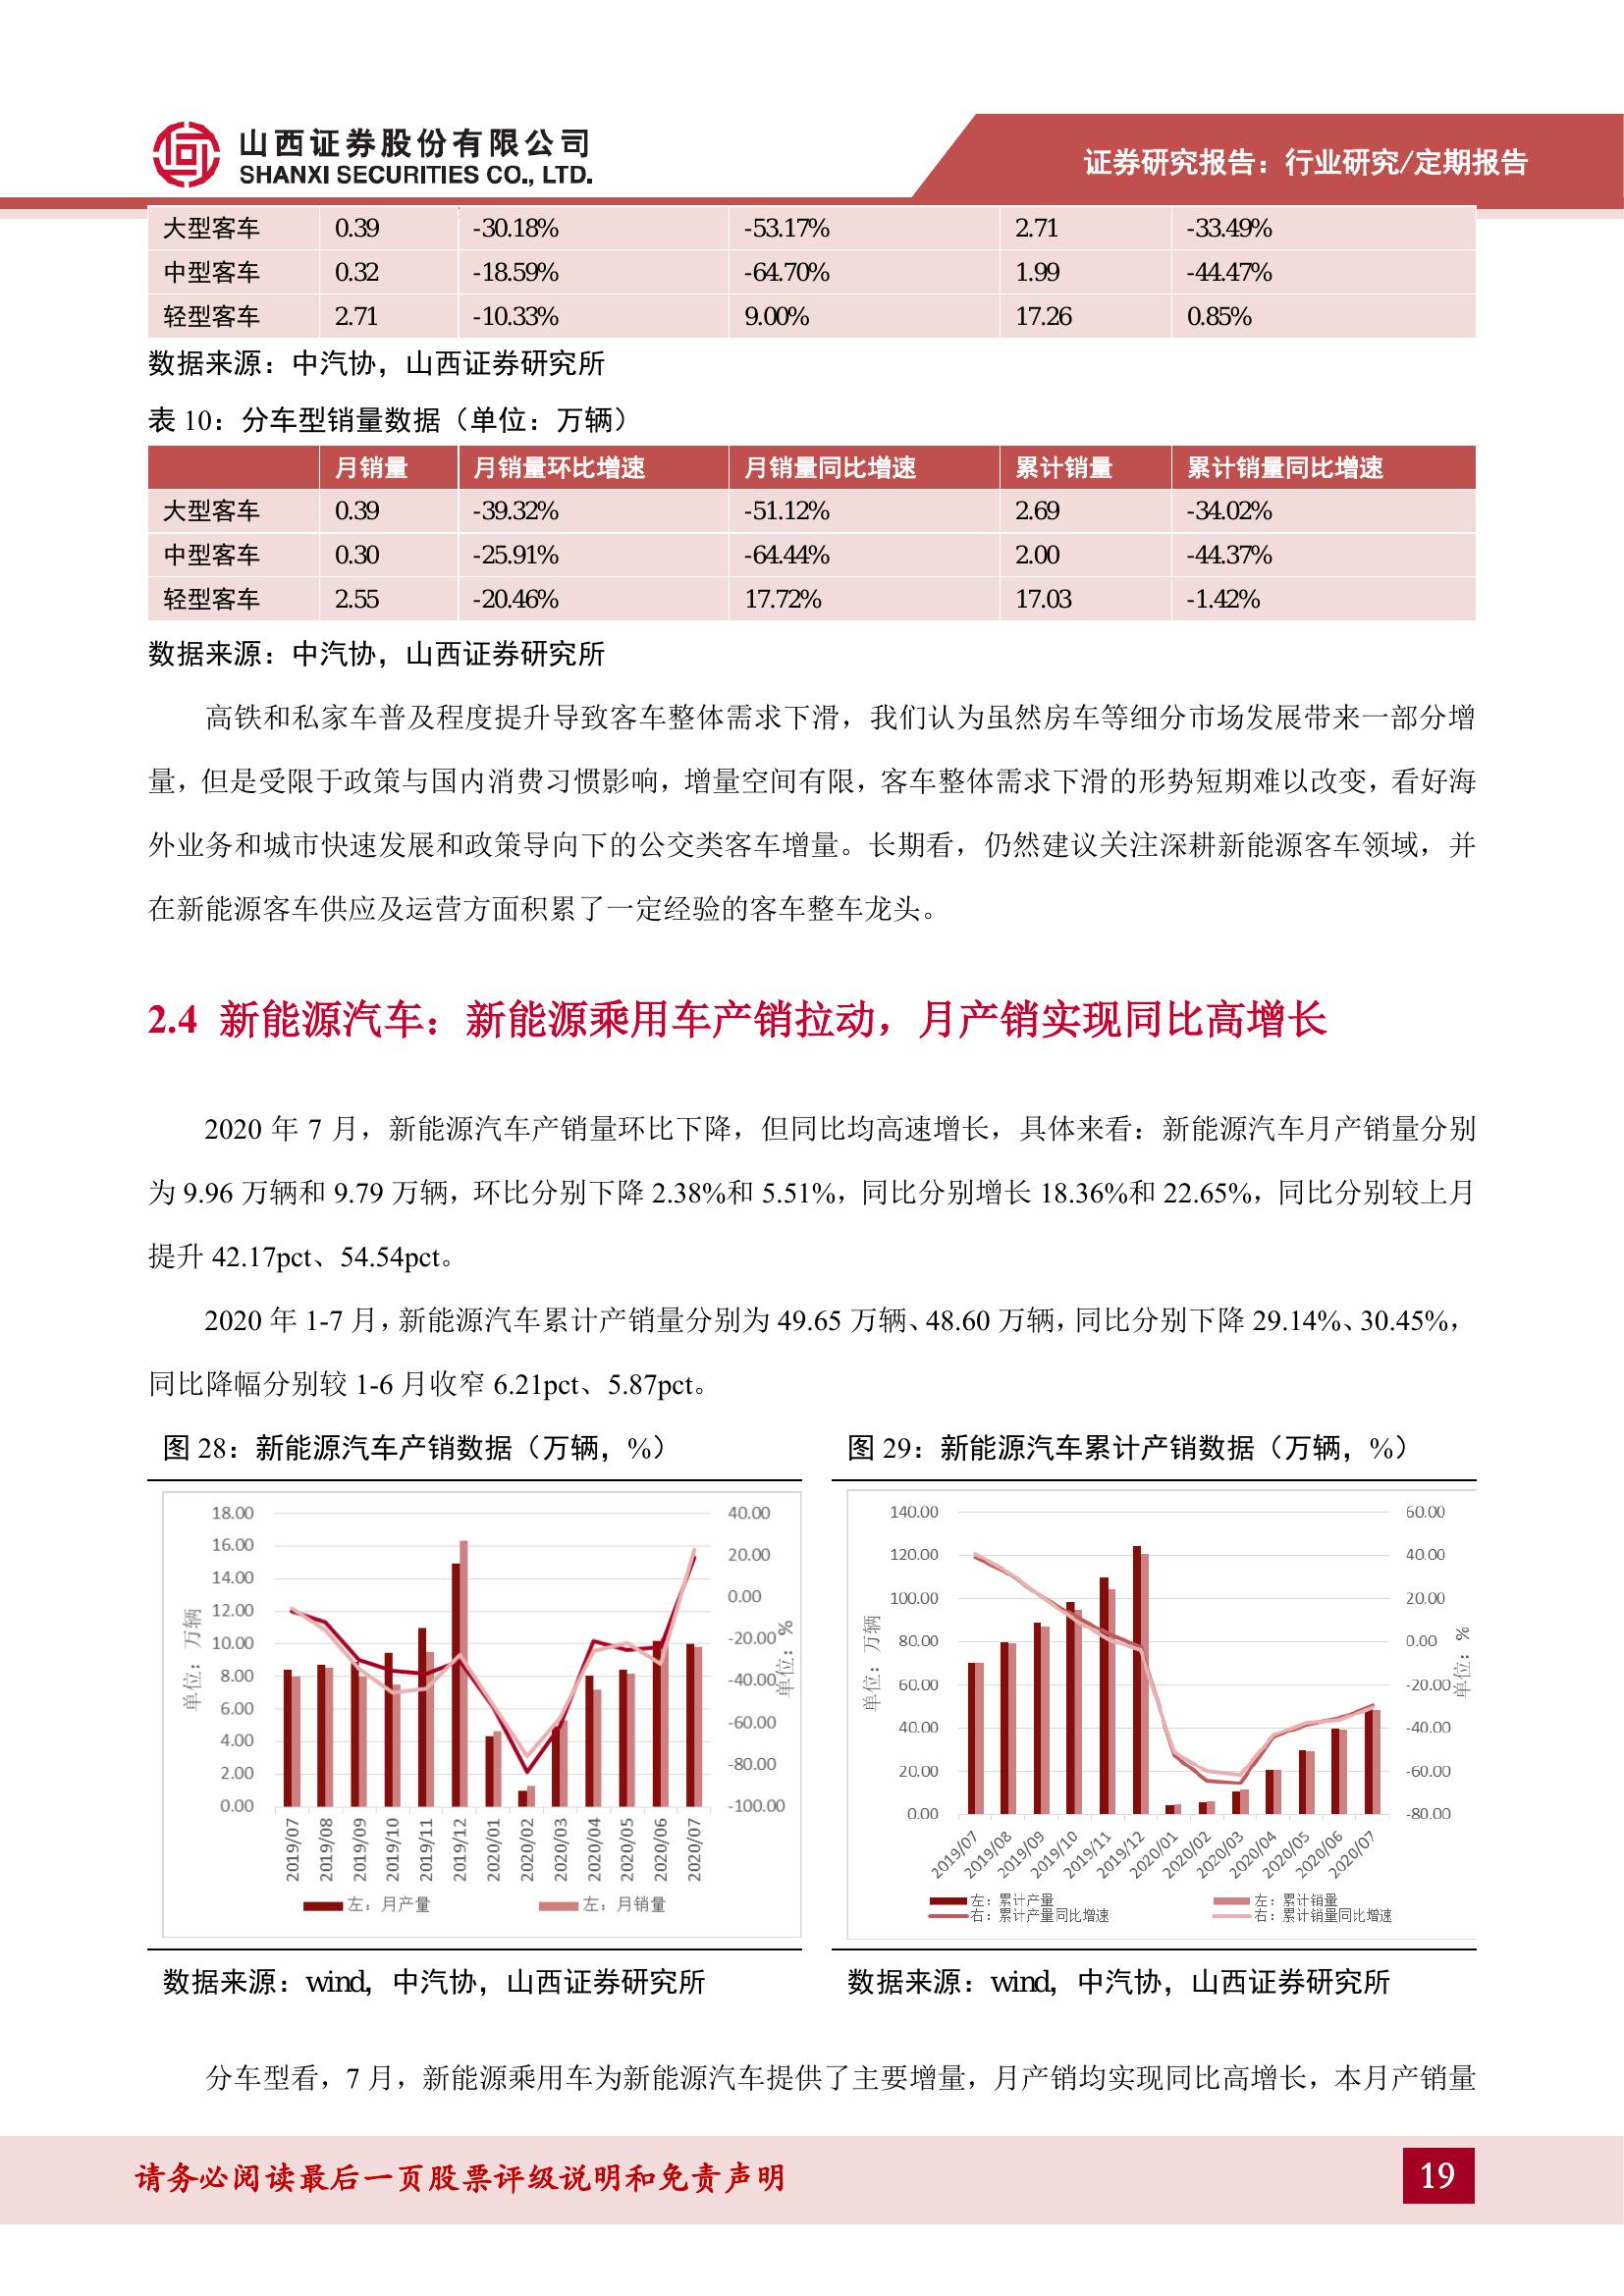 山西证券股份有限公司
SHANXI SECURITIES CO., LTD.
证券研究报告：行业研究/定期报告
大型客车 0.39 -30.18% -53.17% 2.71 -33.49%
中型客车 0.32 -18.59% -64.70% 1.99 -44.47%
轻型客车 2.71 -10.33% 9.00% 17.26 0.85%
数据来源：中汽协，山西证券研究所
表 10：分车型销量数据（单位：万辆）
月销量 月销量环比增速 月销量同比增速 累计销量 累计销量同比增速
大型客车 0.39 -39.32% -51.12% 2.69 -34.02%
中型客车 0.30 -25.91% -64.44% 2.00 -44.37%
轻型客车 2.55 -20.46% 17.72% 17.03 -1.42%
数据来源：中汽协，山西证券研究所
高铁和私家车普及程度提升导致客车整体需求下滑，我们认为虽然房车等细分市场发展带来一部分增
量，但是受限于政策与国内消费习惯影响，增量空间有限，客车整体需求下滑的形势短期难以改变，看好海
外业务和城市快速发展和政策导向下的公交类客车增量。长期看，仍然建议关注深耕新能源客车领域，并
在新能源客车供应及运营方面积累了一定经验的客车整车龙头。
2.4 新能源汽车：新能源乘用车产销拉动，月产销实现同比高增长
2020 年 7 月，新能源汽车产销量环比下降，但同比均高速增长，具体来看：新能源汽车月产销量分别
为 9.96 万辆和 9.79 万辆，环比分别下降 2.38%和 5.51%，同比分别增长 18.36%和 22.65%，同比分别较上月
提升 42.17pct、54.54pct。
2020 年 1-7 月，新能源汽车累计产销量分别为 49.65 万辆、48.60 万辆，同比分别下降 29.14%、30.45%，
同比降幅分别较 1-6 月收窄 6.21pct、5.87pct。
图 28：新能源汽车产销数据（万辆，%）
18.00
16.00
14.00
12.00
10.00
8.00
6.00
4.00
2.00
0.00
单位：万辆
40.00
20.00
0.00
-20.00
-40.00
-60.00
-80.00
-100.00
单位：%
2019/07 2019/08 2019/09 2019/10 2019/11 2019/12 2020/01 2020/02 2020/03 2020/04 2020/05 2020/06 2020/07
左：月产量 左：月销量
图 29：新能源汽车累计产销数据（万辆，%）
140.00
120.00
100.00
80.00
60.00
40.00
20.00
0.00
单位：万辆
60.00
40.00
20.00
0.00
-20.00
-40.00
-60.00
-80.00
单位：%
2019/07 2019/08 2019/09 2019/10 2019/11 2019/12 2020/01 2020/02 2020/03 2020/04 2020/05 2020/06 2020/07
左：累计产量 左：累计销量
右：累计产量同比增速 右：累计销量同比增速
数据来源：wind，中汽协，山西证券研究所
数据来源：wind，中汽协，山西证券研究所
分车型看，7 月，新能源乘用车为新能源汽车提供了主要增量，月产销均实现同比高增长，本月产销量
请务必阅读最后一页股票评级说明和免责声明
19